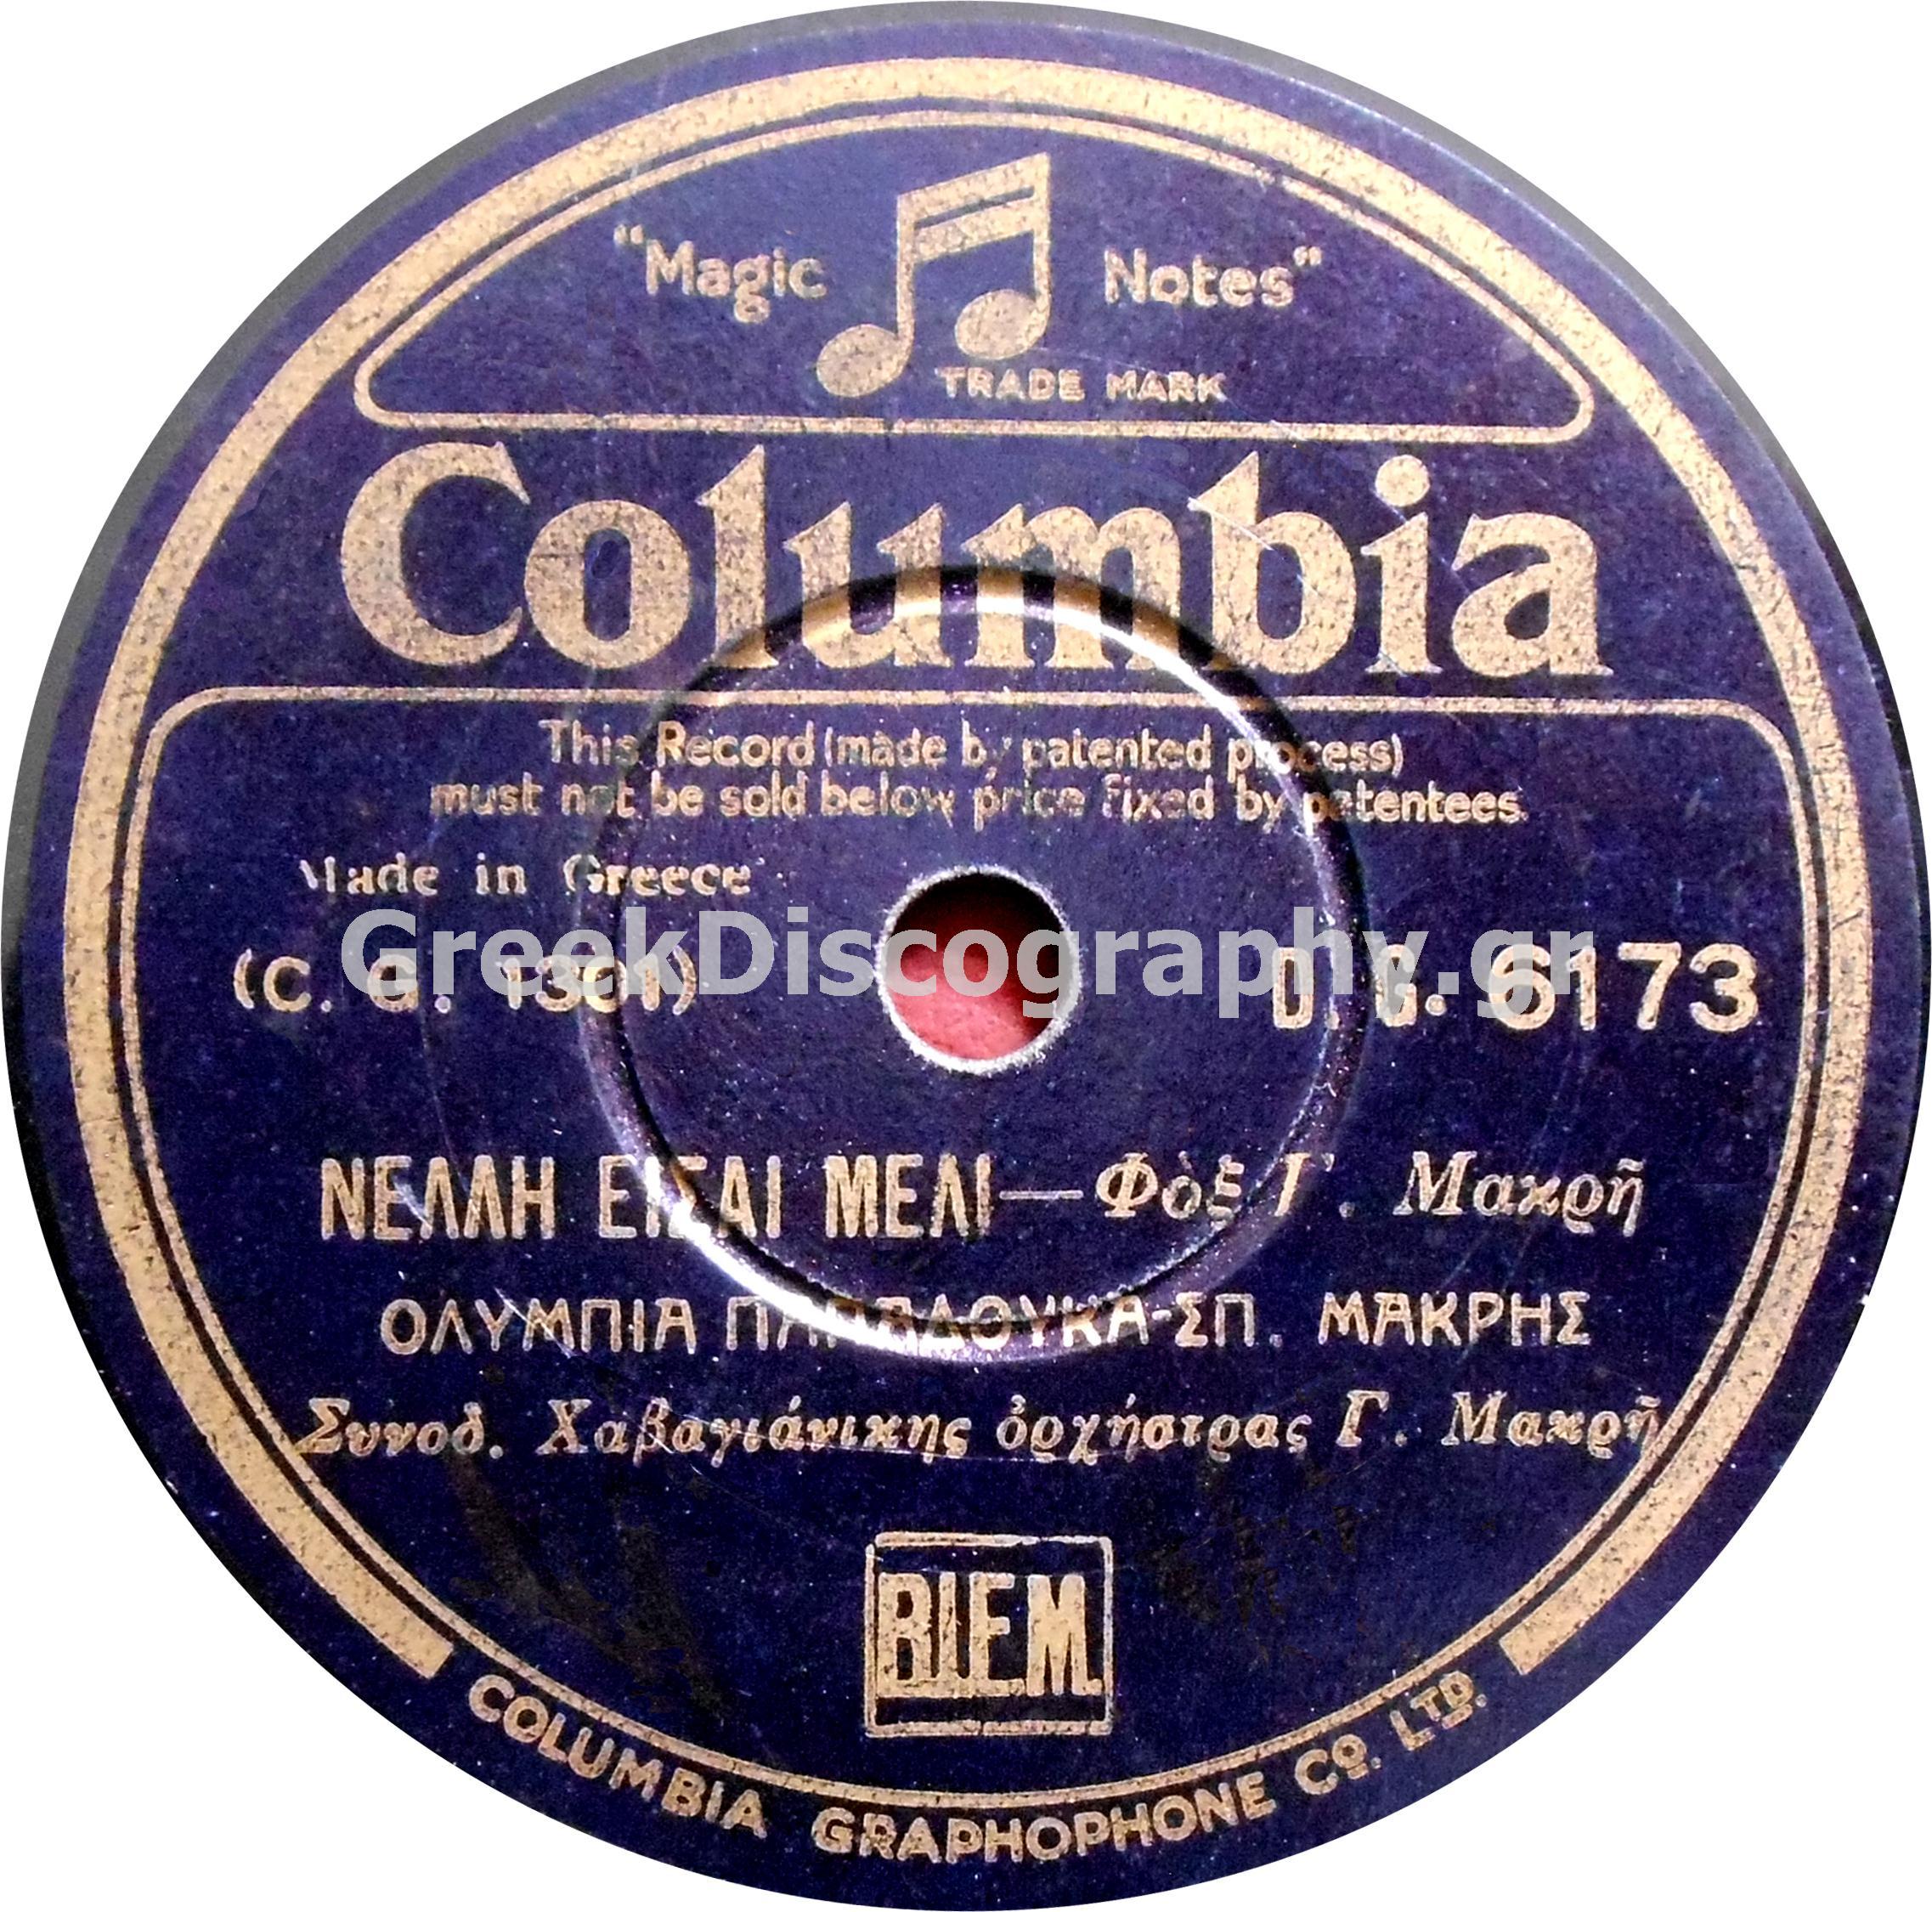 "Magic Notes"
TRADE MARK
Columbia
This Record (made by patented process)
must not be sold below price fixed by patentees.
Made in Greece
GreekDiscography.gr
(C. G. 1301) D. G. 6173
ΝΕΛΛΗ ΕΙΣΑΙ ΜΕΛΙ—Φὸξ Γ. Μακρῆ
ΟΛΥΜΠΙΑ ΠΑΠΑΔΟΥΚΑ-ΣΠ. ΜΑΚΡΗΣ
Συνοδ. Χαβαγιάνικης ὀρχήστρας Γ. Μακρῆ
B.I.E.M.
COLUMBIA GRAPHOPHONE CO. LTD.